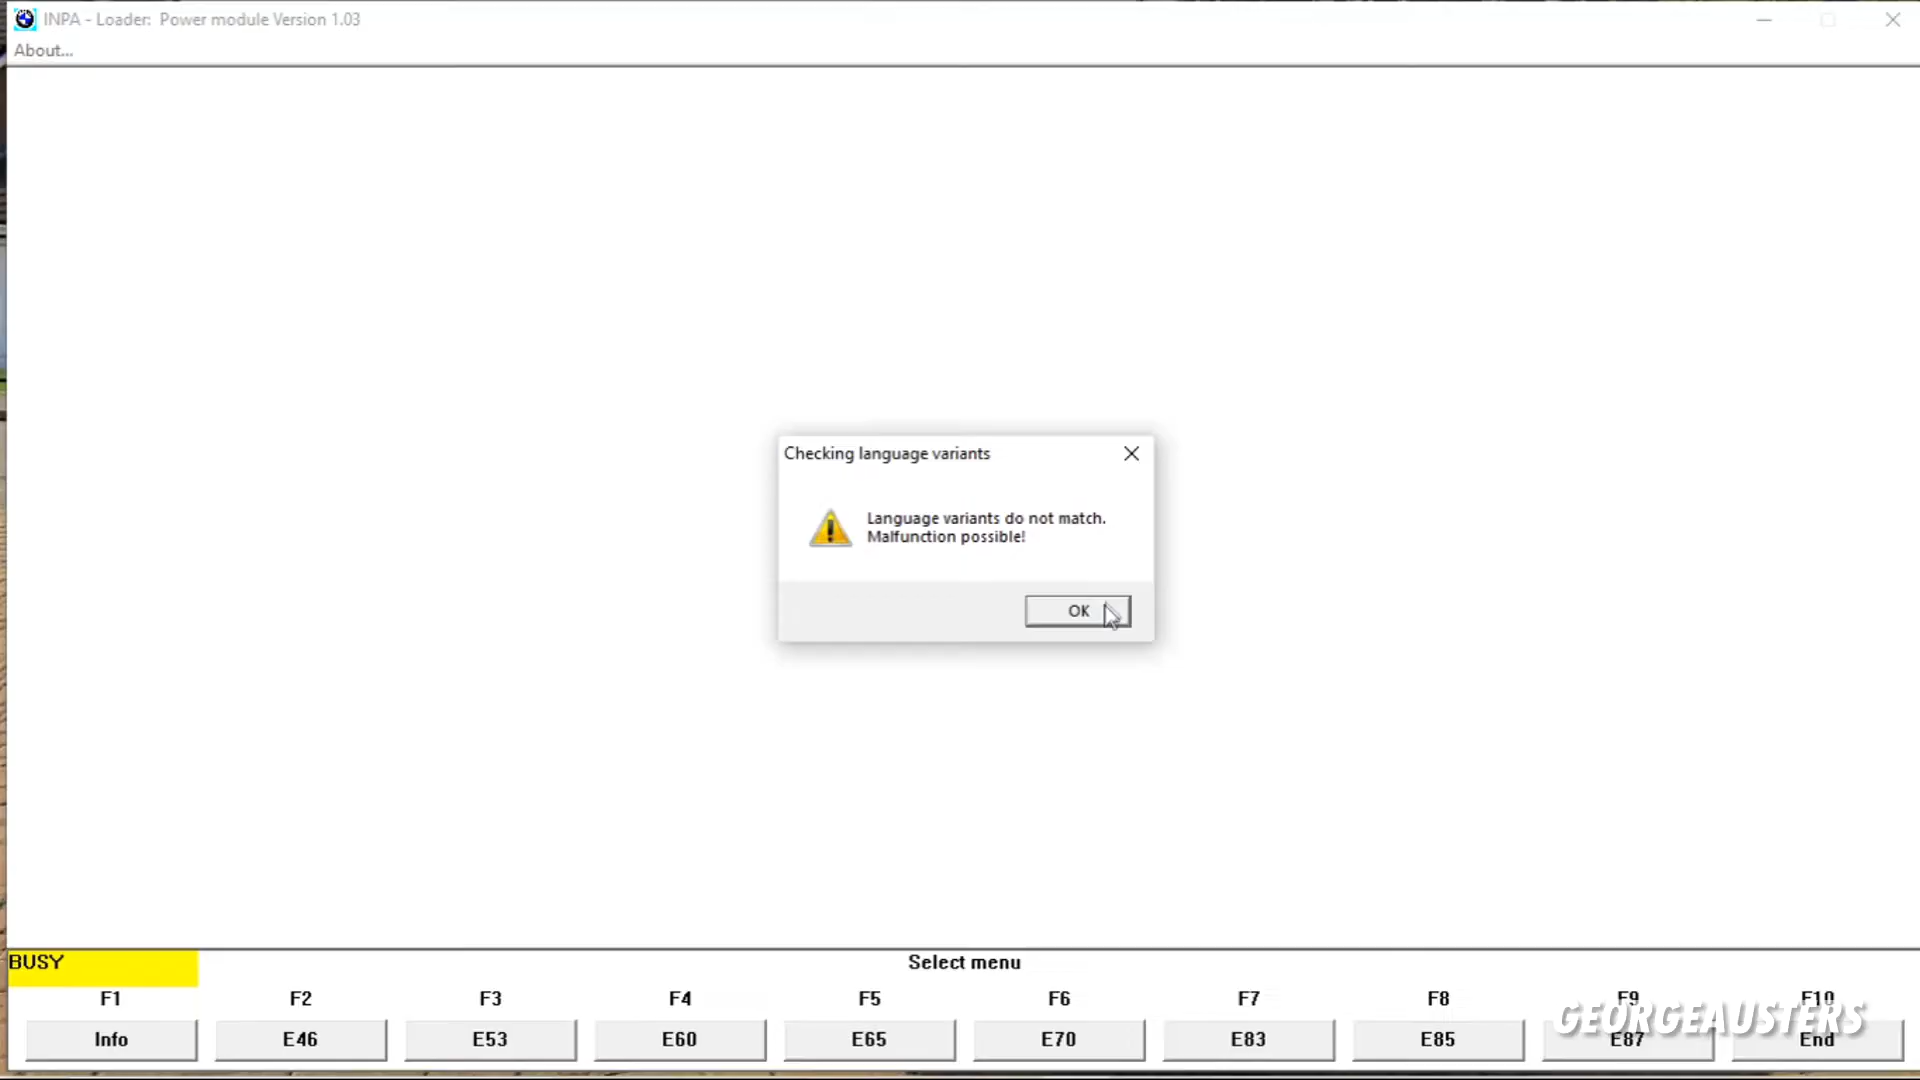 INPA - Loader: Power module Version 1.03
About...
Checking language variants
Language variants do not match.
Malfunction possible!
OK
BUSY
Select menu
F1 F2 F3 F4 F5 F6 F7 F8 F9 F10
Info E46 E53 E60 E65 E70 E83 E85 E87 End
GEORGEAUSTERS